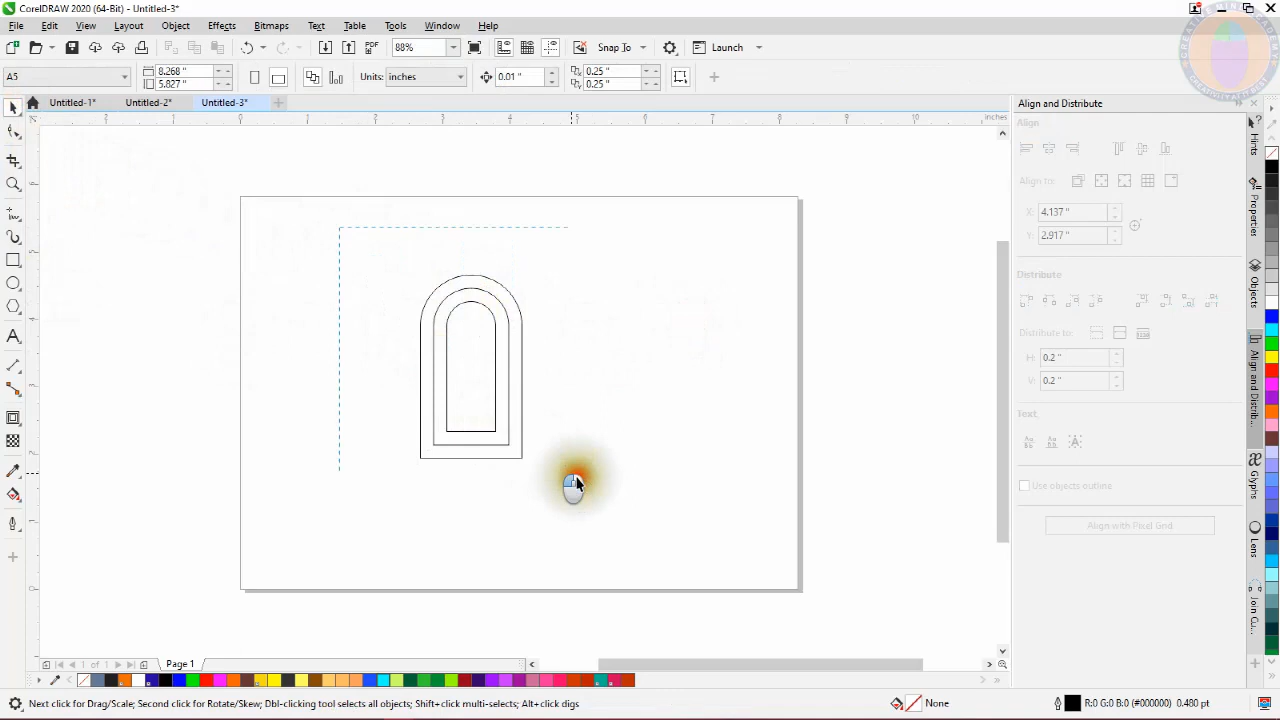 CorelDRAW 2020 (64-Bit) - Untitled-3*
File Edit View Layout Object Effects Bitmaps Text Table Tools Window Help
PDF 88% Snap To Launch
A5 8.268 " 5.827 " Units: inches 0.01 " 0.25 " 0.25 "
Untitled-1* Untitled-2* Untitled-3*
Align and Distribute
inches
Align
Align to:
X: 4.137 "
Y: 2.917 "
Distribute
Distribute to:
H: 0.2 "
V: 0.2 "
Text
Use objects outline
Align with Pixel Grid
Hints
Properties
Objects
Align and Distrib...
Glyphs
Lens
Join Cu...
1 of 1 Page 1
Next click for Drag/Scale; Second click for Rotate/Skew; Dbl-clicking tool selects all objects; Shift+click multi-selects; Alt+click digs
None R:0 G:0 B:0 (#000000) 0.480 pt